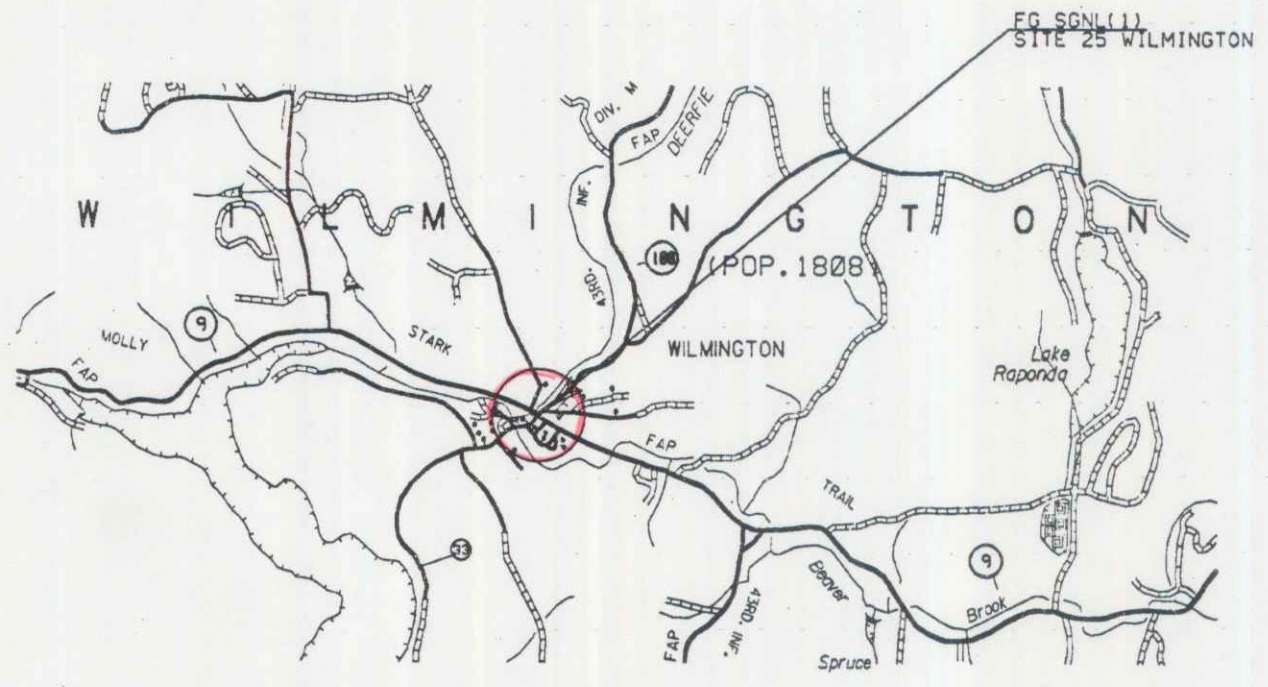 FG SGNL(1)
SITE 25 WILMINGTON
DIV. M
FAP
DEERFIE
INF.
W I L M I N G T O N
100
(POP. 1808
43RD.
9
MOLLY
STARK
WILMINGTON
FAP
Lake
Raponda
FAP
TRAIL
33
9
Beaver
Brook
43RD. INF.
FAP
Spruce